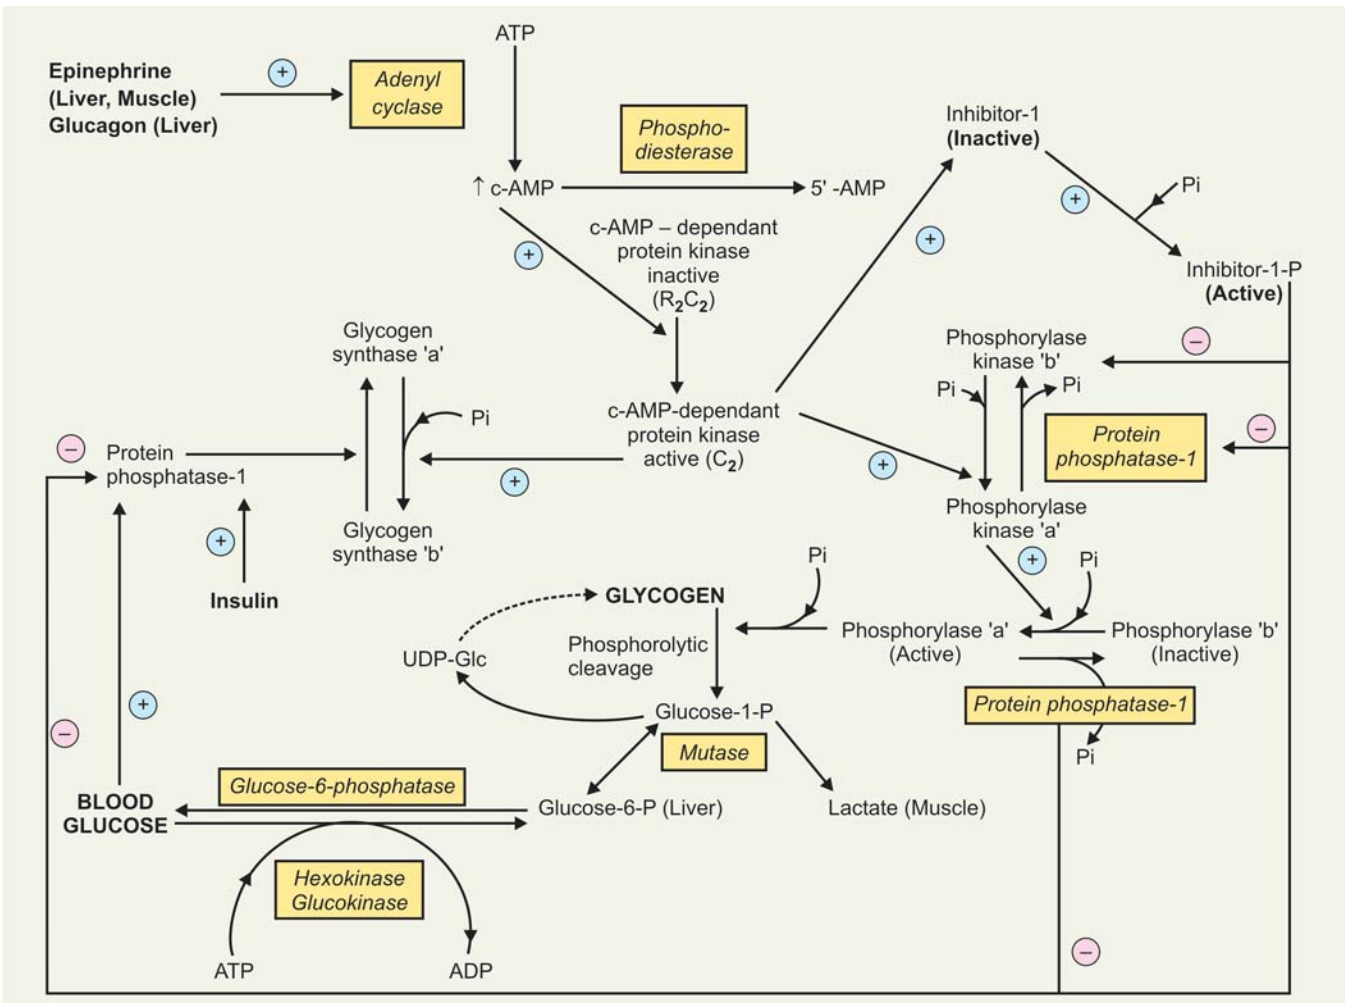 ATP
Epinephrine
(Liver, Muscle)
Glucagon (Liver)
+
Adenyl
cyclase
Phospho-
diesterase
↑ c-AMP
5' -AMP
Inhibitor-1
(Inactive)
+
Pi
c-AMP – dependant
protein kinase
inactive
(R₂C₂)
+
+
Inhibitor-1-P
(Active)
Glycogen
synthase 'a'
Phosphorylase
kinase 'b'
–
Pi
Pi
Pi
c-AMP-dependant
protein kinase
active (C₂)
Protein
phosphatase-1
–
–
Protein
phosphatase-1
+
+
Phosphorylase
kinase 'a'
Glycogen
synthase 'b'
+
Insulin
+
Pi
Pi
GLYCOGEN
Phosphorolytic
cleavage
UDP-Glc
Phosphorylase 'a'
(Active)
Phosphorylase 'b'
(Inactive)
Protein phosphatase-1
Pi
+
–
Glucose-1-P
Mutase
Glucose-6-phosphatase
BLOOD
GLUCOSE
Glucose-6-P (Liver)
Lactate (Muscle)
Hexokinase
Glucokinase
ATP
ADP
–